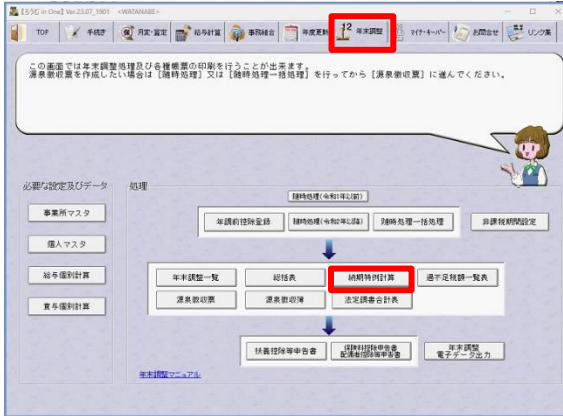 【ろうむ in One】 Ver.23.07_1901 <WATANABE>
TOP 手続き 月変・算定 給与計算 事務組合 年度更新 12 年末調整 マイナ・キーパー お問合せ リンク集
この画面では年末調整処理及び各種帳票の印刷を行うことが出来ます。
源泉徴収票を作成したい場合は［随時処理］又は［随時処理一括処理］を行ってから［源泉徴収票］に進んでください。
必要な設定及びデータ
事業所マスタ
個人マスタ
給与個別計算
賞与個別計算
処理
随時処理(令和1年以前)
年調前控除登録 随時処理(令和2年以降) 随時処理一括処理 非課税期間設定
年末調整一覧 総括表 納期特例計算 過不足税額一覧表
源泉徴収票 源泉徴収簿 法定調書合計表
扶養控除等申告書 保険料控除申告書 配偶者控除等申告書 年末調整 電子データ出力
年末調整マニュアル